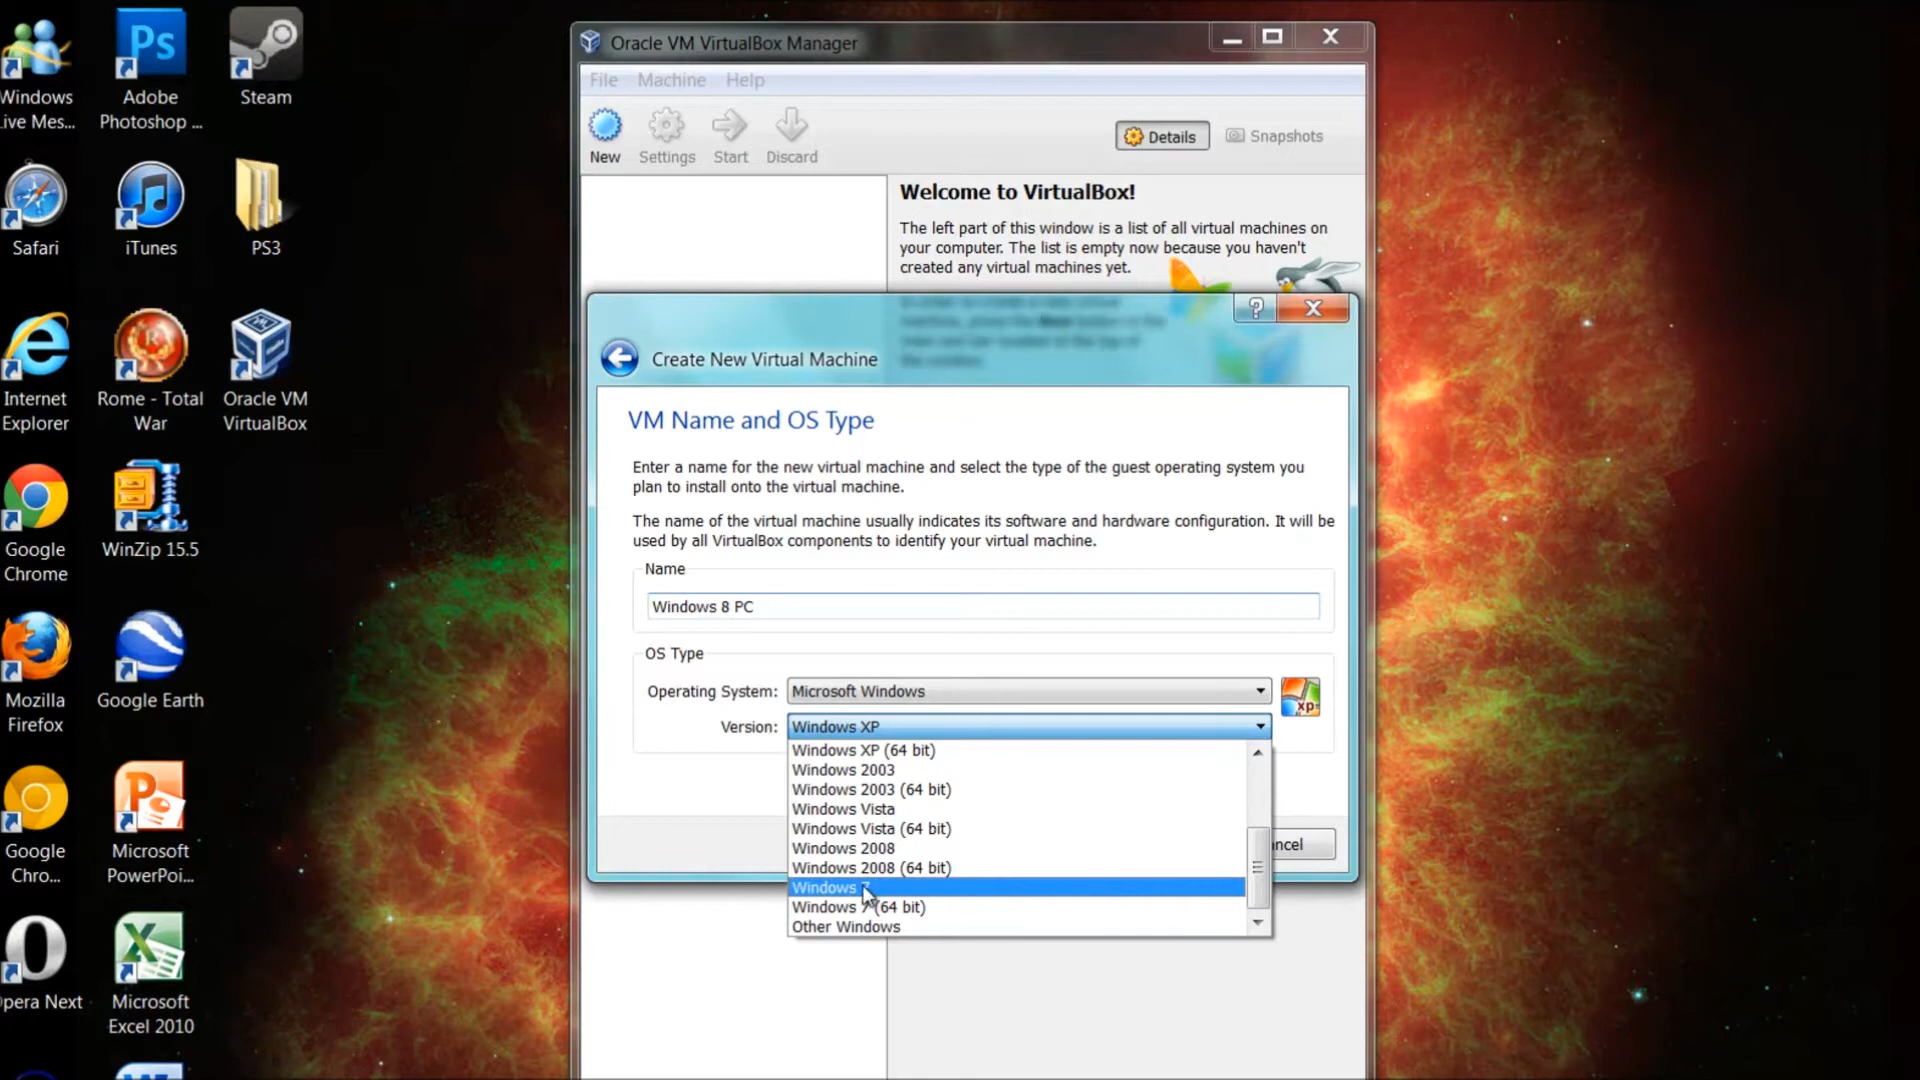 Windows
Live Mes...
Ps
Adobe
Photoshop ...
Steam
Safari
iTunes
PS3
Internet
Explorer
Rome - Total
War
Oracle VM
VirtualBox
Google
Chrome
WinZip 15.5
Mozilla
Firefox
Google Earth
Google
Chro...
Microsoft
PowerPoi...
Opera Next
Microsoft
Excel 2010
Oracle VM VirtualBox Manager
File Machine Help
New Settings Start Discard
Details Snapshots
Welcome to VirtualBox!
The left part of this window is a list of all virtual machines on
your computer. The list is empty now because you haven't
created any virtual machines yet.
Create New Virtual Machine
VM Name and OS Type
Enter a name for the new virtual machine and select the type of the guest operating system you
plan to install onto the virtual machine.
The name of the virtual machine usually indicates its software and hardware configuration. It will be
used by all VirtualBox components to identify your virtual machine.
Name
Windows 8 PC
OS Type
Operating System: Microsoft Windows
xp
Version: Windows XP
Windows XP (64 bit)
Windows 2003
Windows 2003 (64 bit)
Windows Vista
Windows Vista (64 bit)
Windows 2008
Windows 2008 (64 bit)
Windows 7
Windows 7 (64 bit)
Other Windows
ncel